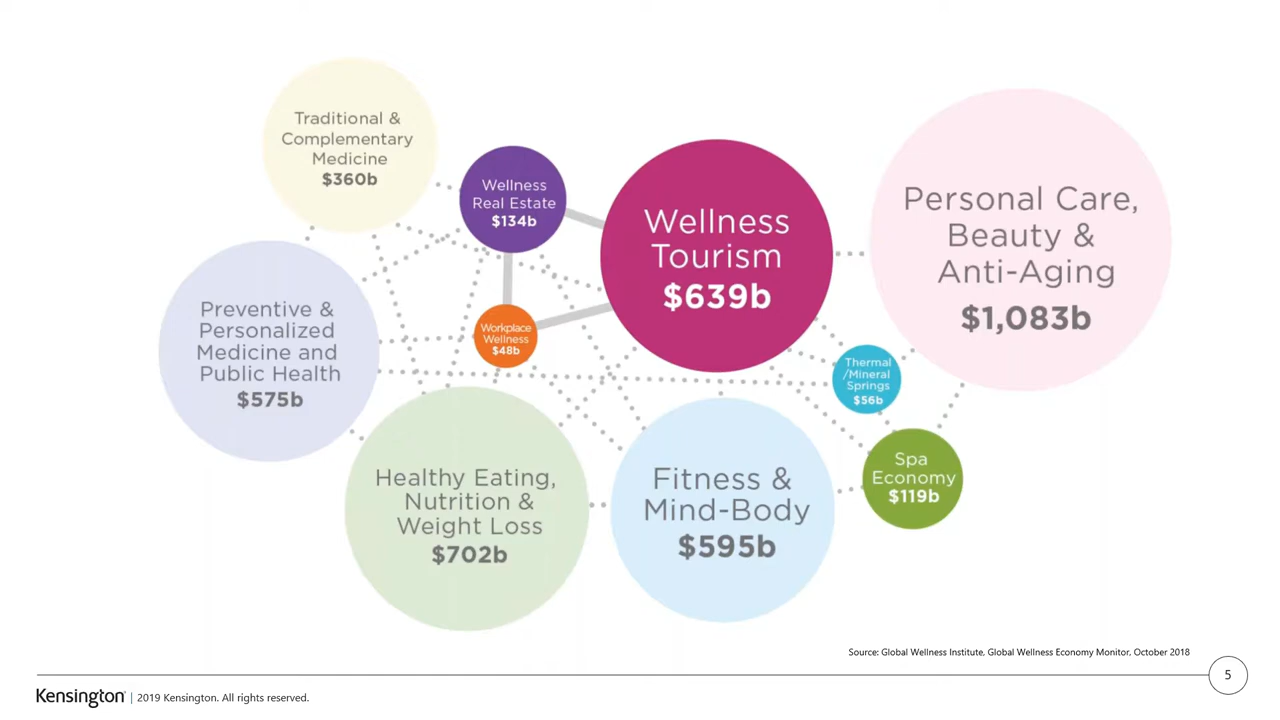 Traditional &
Complementary
Medicine
$360b
Wellness
Real Estate
$134b
Wellness
Tourism
$639b
Personal Care,
Beauty &
Anti-Aging
$1,083b
Preventive &
Personalized
Medicine and
Public Health
$575b
Workplace
Wellness
$48b
Thermal
/Mineral
Springs
$56b
Healthy Eating,
Nutrition &
Weight Loss
$702b
Fitness &
Mind-Body
$595b
Spa
Economy
$119b
Source: Global Wellness Institute, Global Wellness Economy Monitor, October 2018
5
Kensington | 2019 Kensington. All rights reserved.